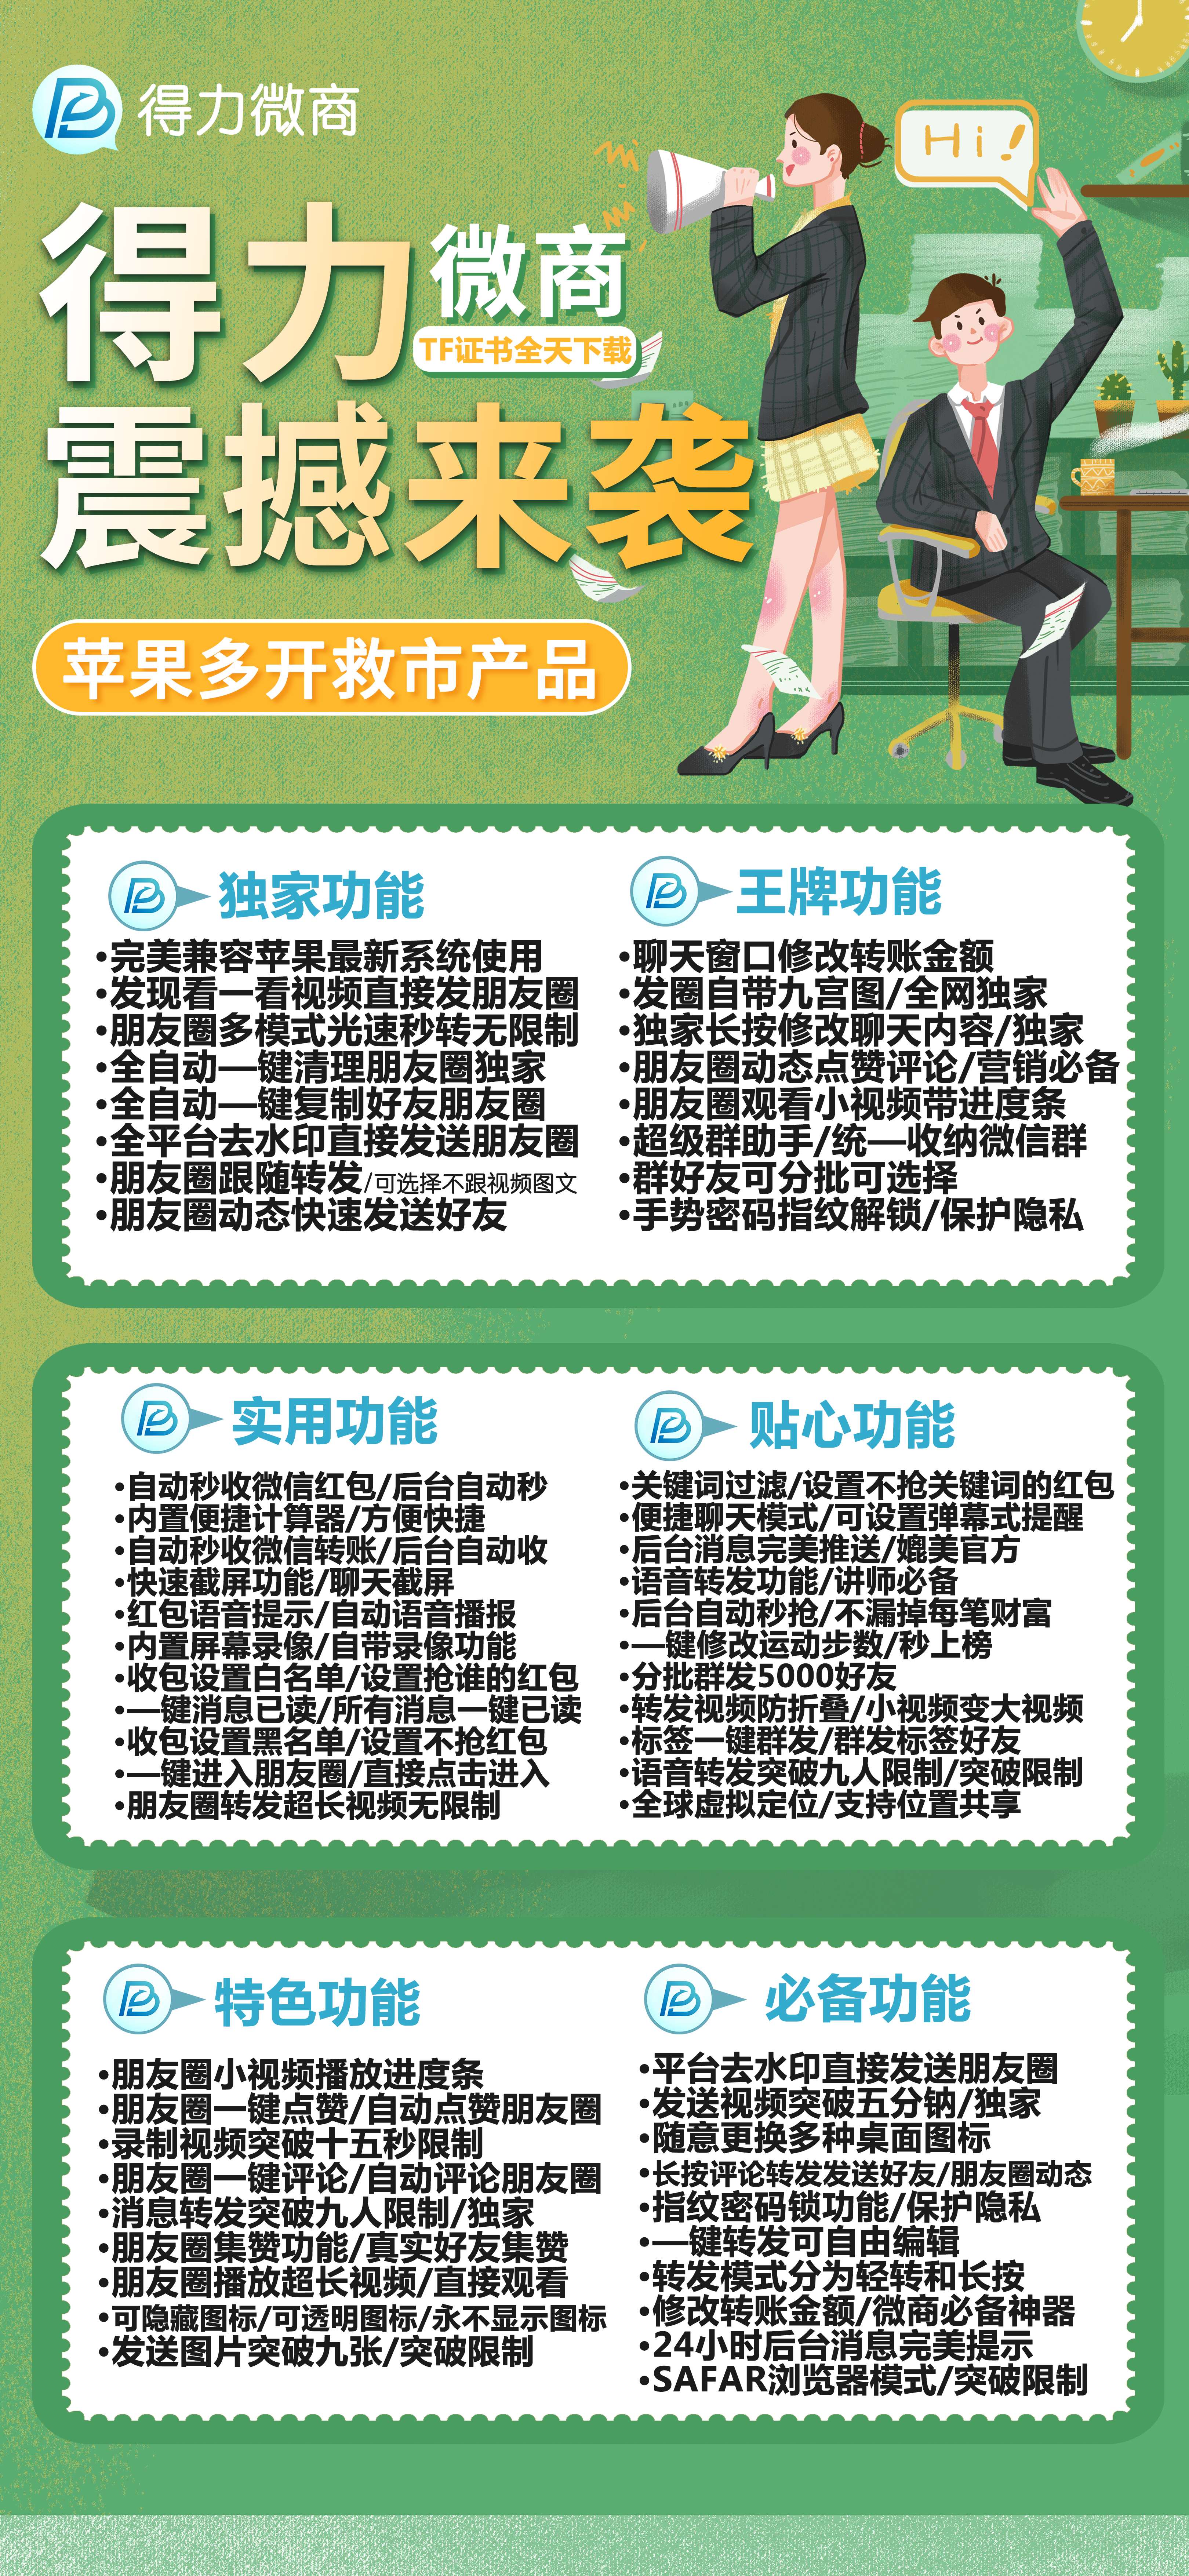 得力微商
Hi!
得力
微商
TF证书全天下载
震撼来袭
苹果多开救市产品
独家功能
•完美兼容苹果最新系统使用
•发现看一看视频直接发朋友圈
•朋友圈多模式光速秒转无限制
•全自动—键清理朋友圈独家
•全自动—键复制好友朋友圈
•全平台去水印直接发送朋友圈
•朋友圈跟随转发/可选择不跟视频图文
•朋友圈动态快速发送好友
王牌功能
•聊天窗口修改转账金额
•发圈自带九宫图/全网独家
•独家长按修改聊天内容/独家
•朋友圈动态点赞评论/营销必备
•朋友圈观看小视频带进度条
•超级群助手/统—收纳微信群
•群好友可分批可选择
•手势密码指纹解锁/保护隐私
实用功能
•自动秒收微信红包/后台自动秒
•内置便捷计算器/方便快捷
•自动秒收微信转账/后台自动收
•快速截屏功能/聊天截屏
•红包语音提示/自动语音播报
•内置屏幕录像/自带录像功能
•收包设置白名单/设置抢谁的红包
•—键消息已读/所有消息一键已读
•收包设置黑名单/设置不抢红包
•—键进入朋友圈/直接点击进入
•朋友圈转发超长视频无限制
贴心功能
•关键词过滤/设置不抢关键词的红包
•便捷聊天模式/可设置弹幕式提醒
•后台消息完美推送/媲美官方
•语音转发功能/讲师必备
•后台自动秒抢/不漏掉每笔财富
•—键修改运动步数/秒上榜
•分批群发5000好友
•转发视频防折叠/小视频变大视频
•标签一键群发/群发标签好友
•语音转发突破九人限制/突破限制
•全球虚拟定位/支持位置共享
特色功能
•朋友圈小视频播放进度条
•朋友圈一键点赞/自动点赞朋友圈
•录制视频突破十五秒限制
•朋友圈一键评论/自动评论朋友圈
•消息转发突破九人限制/独家
•朋友圈集赞功能/真实好友集赞
•朋友圈播放超长视频/直接观看
•可隐藏图标/可透明图标/永不显示图标
•发送图片突破九张/突破限制
必备功能
•平台去水印直接发送朋友圈
•发送视频突破五分钠/独家
•随意更换多种桌面图标
•长按评论转发发送好友/朋友圈动态
•指纹密码锁功能/保护隐私
•—键转发可自由编辑
•转发模式分为轻转和长按
•修改转账金额/微商必备神器
•24小时后台消息完美提示
•SAFAR浏览器模式/突破限制